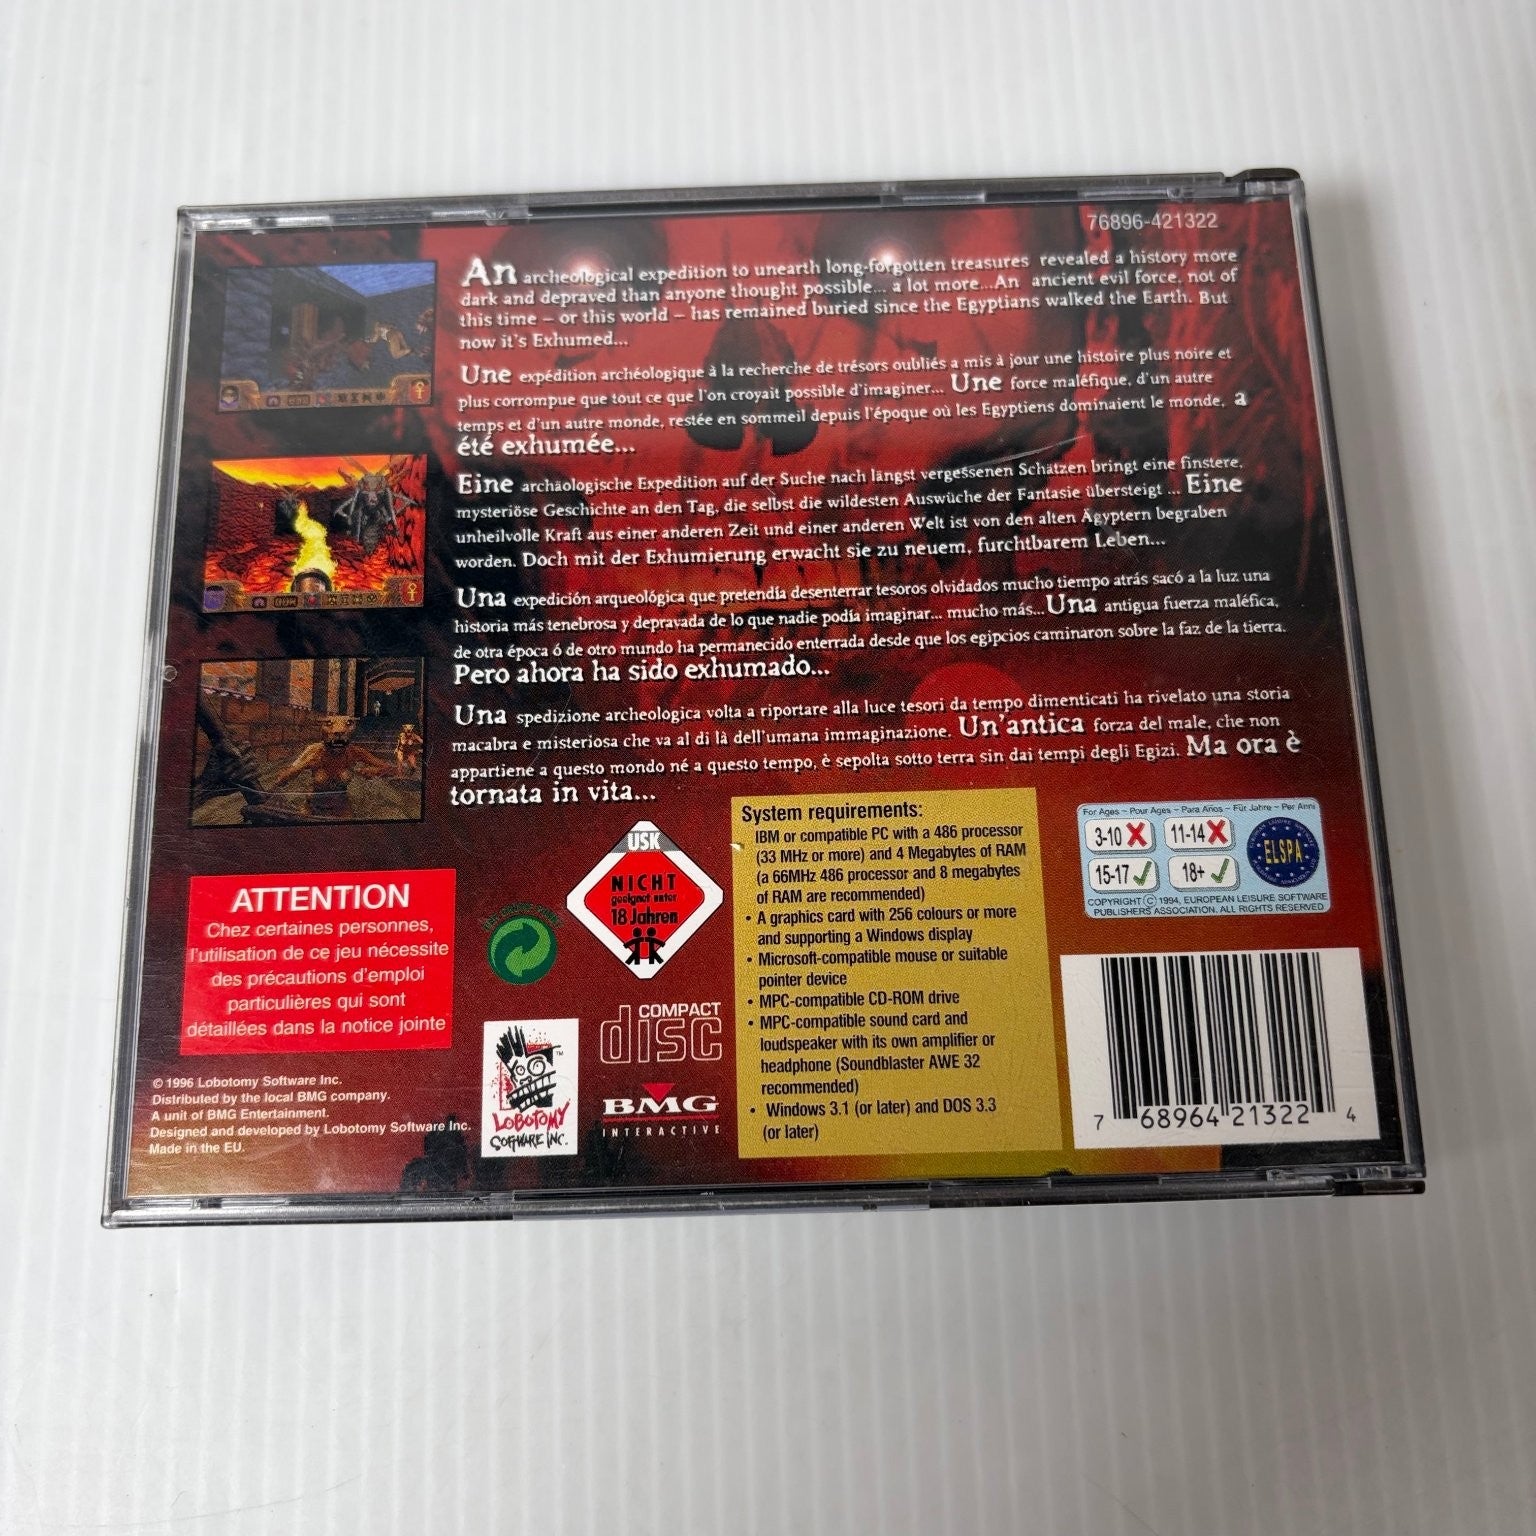 76896-421322
An archeological expedition to unearth long-forgotten treasures revealed a history more
dark and depraved than anyone thought possible... a lot more...An ancient evil force, not of
this time – or this world – has remained buried since the Egyptians walked the Earth. But
now it's Exhumed...
Une expédition archéologique à la recherche de trésors oubliés a mis à jour une histoire plus noire et
plus corrompue que tout ce que l'on croyait possible d'imaginer... Une force maléfique, d'un autre
temps et d'un autre monde, restée en sommeil depuis l'époque où les Egyptiens dominaient le monde, a
été exhumée...
Eine archäologische Expedition auf der Suche nach längst vergessenen Schätzen bringt eine finstere,
mysteriöse Geschichte an den Tag, die selbst die wildesten Auswüche der Fantasie übersteigt ... Eine
unheilvolle Kraft aus einer anderen Zeit und einer anderen Welt ist von den alten Ägyptern begraben
worden. Doch mit der Exhumierung erwacht sie zu neuem, furchtbarem Leben...
Una expedición arqueológica que pretendía desenterrar tesoros olvidados mucho tiempo atrás sacó a la luz una
historia más tenebrosa y depravada de lo que nadie podía imaginar... mucho más...Una antigua fuerza maléfica,
de otra época ó de otro mundo ha permanecido enterrada desde que los egipcios caminaron sobre la faz de la tierra.
Pero ahora ha sido exhumado...
Una spedizione archeologica volta a riportare alla luce tesori da tempo dimenticati ha rivelato una storia
macabra e misteriosa che va al di là dell'umana immaginazione. Un'antica forza del male, che non
appartiene a questo mondo né a questo tempo, è sepolta sotto terra sin dai tempi degli Egizi. Ma ora è
tornata in vita...
ATTENTION
Chez certaines personnes,
l'utilisation de ce jeu nécessite
des précautions d'emploi
particulières qui sont
détaillées dans la notice jointe
© 1996 Lobotomy Software Inc.
Distributed by the local BMG company.
A unit of BMG Entertainment.
Designed and developed by Lobotomy Software Inc.
Made in the EU.
USK
NICHT
geeignet unter
18 Jahren
LOBOTOMY
SOFTWARE INC.
TM
COMPACT
disc
BMG
INTERACTIVE
System requirements:
IBM or compatible PC with a 486 processor
(33 MHz or more) and 4 Megabytes of RAM
(a 66MHz 486 processor and 8 megabytes
of RAM are recommended)
• A graphics card with 256 colours or more
and supporting a Windows display
• Microsoft-compatible mouse or suitable
pointer device
• MPC-compatible CD-ROM drive
• MPC-compatible sound card and
loudspeaker with its own amplifier or
headphone (Soundblaster AWE 32
recommended)
• Windows 3.1 (or later) and DOS 3.3
(or later)
For Ages ~ Pour Ages ~ Para Años ~ Für Jahre ~ Per Anni
3-10 11-14
15-17 18+
ELSPA
COPYRIGHT © 1994, EUROPEAN LEISURE SOFTWARE
PUBLISHERS ASSOCIATION. ALL RIGHTS RESERVED
7 68964 21322 4